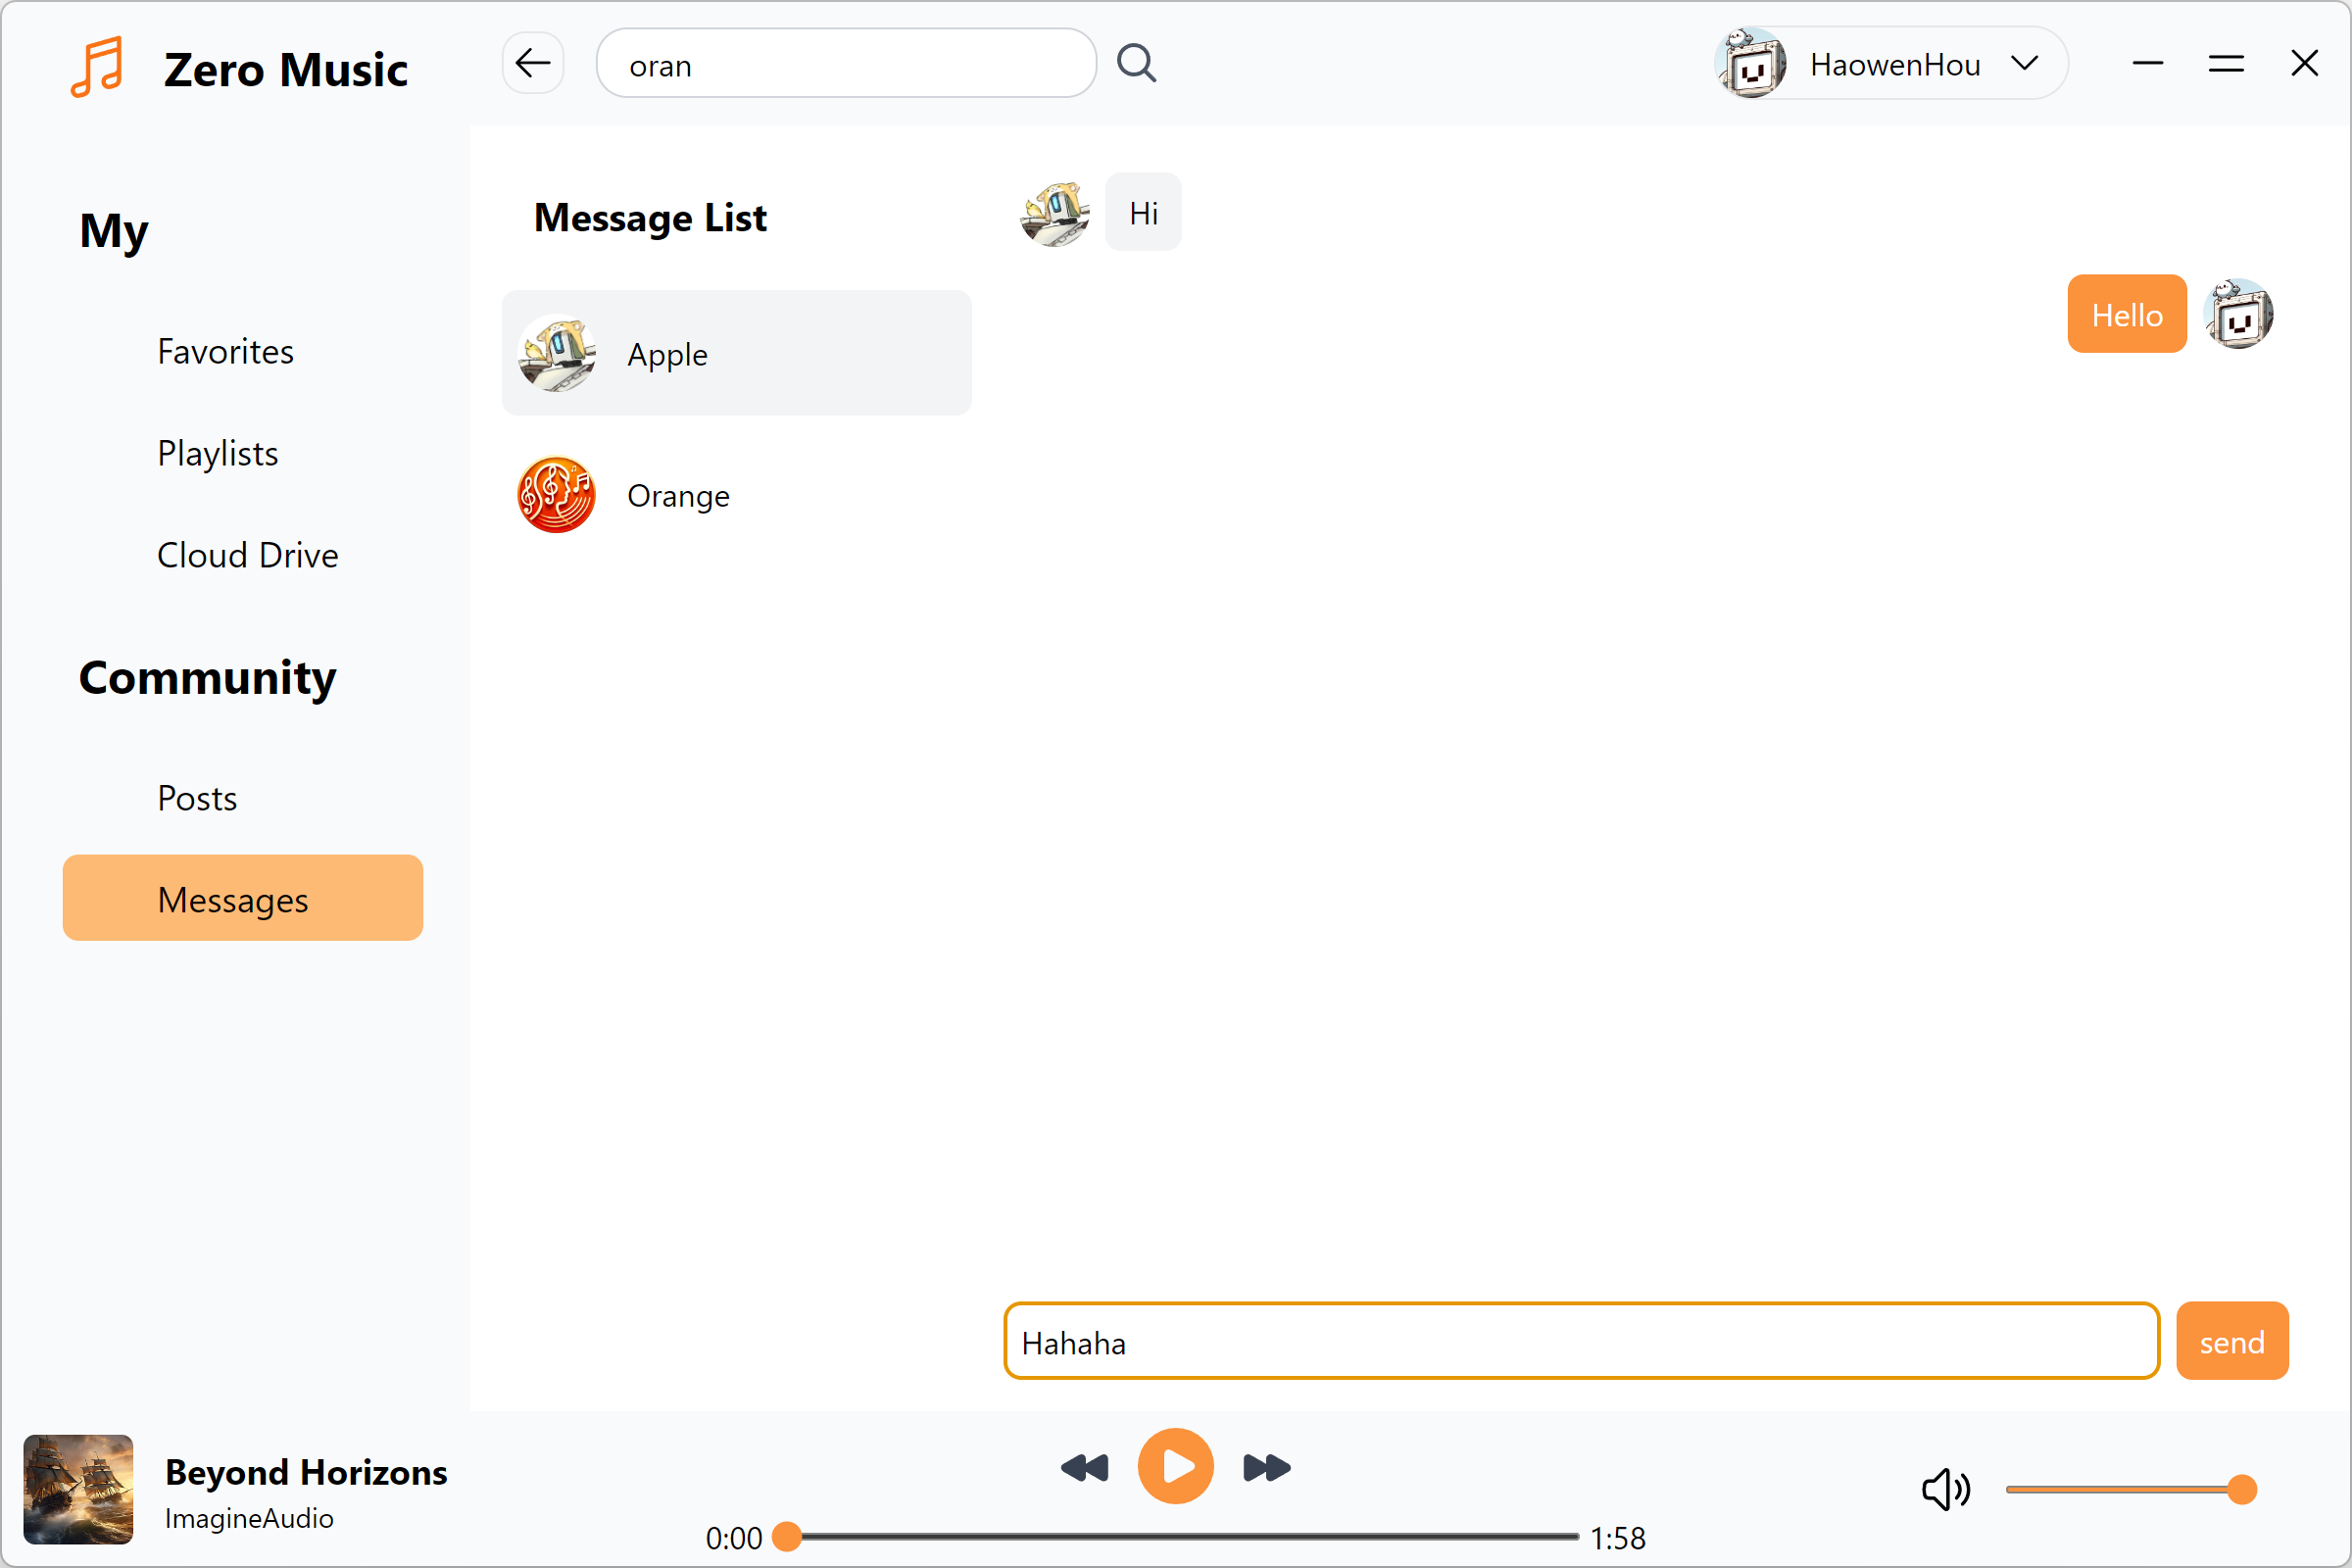 Zero Music
oran
HaowenHou
My
Favorites
Playlists
Cloud Drive
Community
Posts
Messages
Message List
Apple
Orange
Hi
Hello
Hahaha
send
Beyond Horizons
ImagineAudio
0:00
1:58